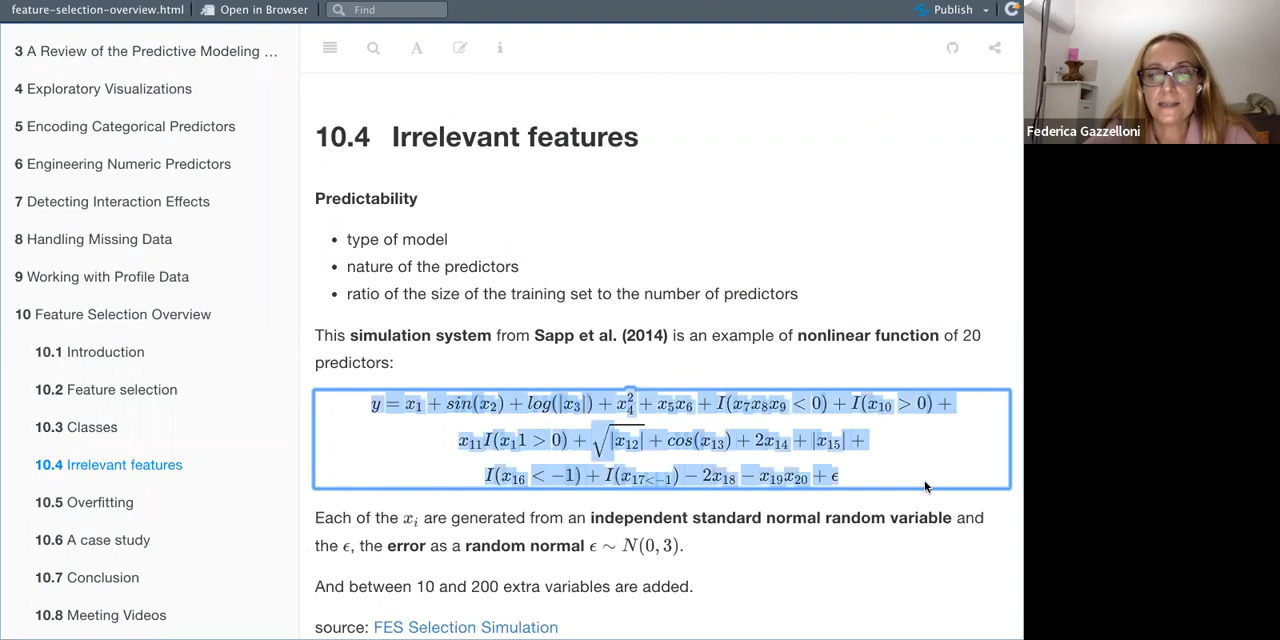 feature-selection-overview.html Open in Browser Find Publish
3 A Review of the Predictive Modeling ...
4 Exploratory Visualizations
5 Encoding Categorical Predictors
6 Engineering Numeric Predictors
7 Detecting Interaction Effects
8 Handling Missing Data
9 Working with Profile Data
10 Feature Selection Overview
10.1 Introduction
10.2 Feature selection
10.3 Classes
10.4 Irrelevant features
10.5 Overfitting
10.6 A case study
10.7 Conclusion
10.8 Meeting Videos
10.4 Irrelevant features
Predictability
• type of model
• nature of the predictors
• ratio of the size of the training set to the number of predictors
This simulation system from Sapp et al. (2014) is an example of nonlinear function of 20
predictors:
y = x₁ + sin(x₂) + log(|x₃|) + x₄² + x₅x₆ + I(x₇x₈x₉ < 0) + I(x₁₀ > 0) +
x₁₁I(x₁1 > 0) + √|x₁₂| + cos(x₁₃) + 2x₁₄ + |x₁₅| +
I(x₁₆ < −1) + I(x₁₇<₋₁) − 2x₁₈ − x₁₉x₂₀ + ϵ
Each of the xᵢ are generated from an independent standard normal random variable and
the ϵ, the error as a random normal ϵ ∼ N(0, 3).
And between 10 and 200 extra variables are added.
source: FES Selection Simulation
Federica Gazzelloni